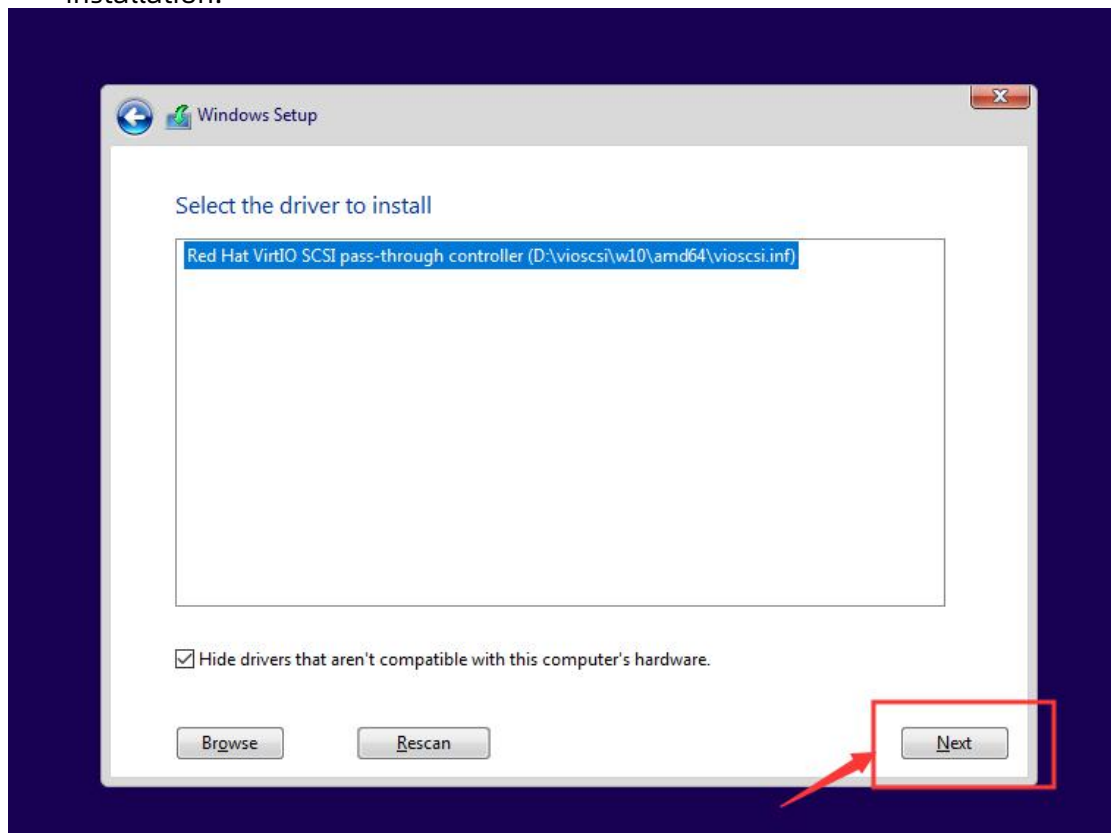 installation.
Windows Setup
Select the driver to install
Red Hat VirtIO SCSI pass-through controller (D:\vioscsi\w10\amd64\vioscsi.inf)
Hide drivers that aren't compatible with this computer's hardware.
Browse Rescan Next